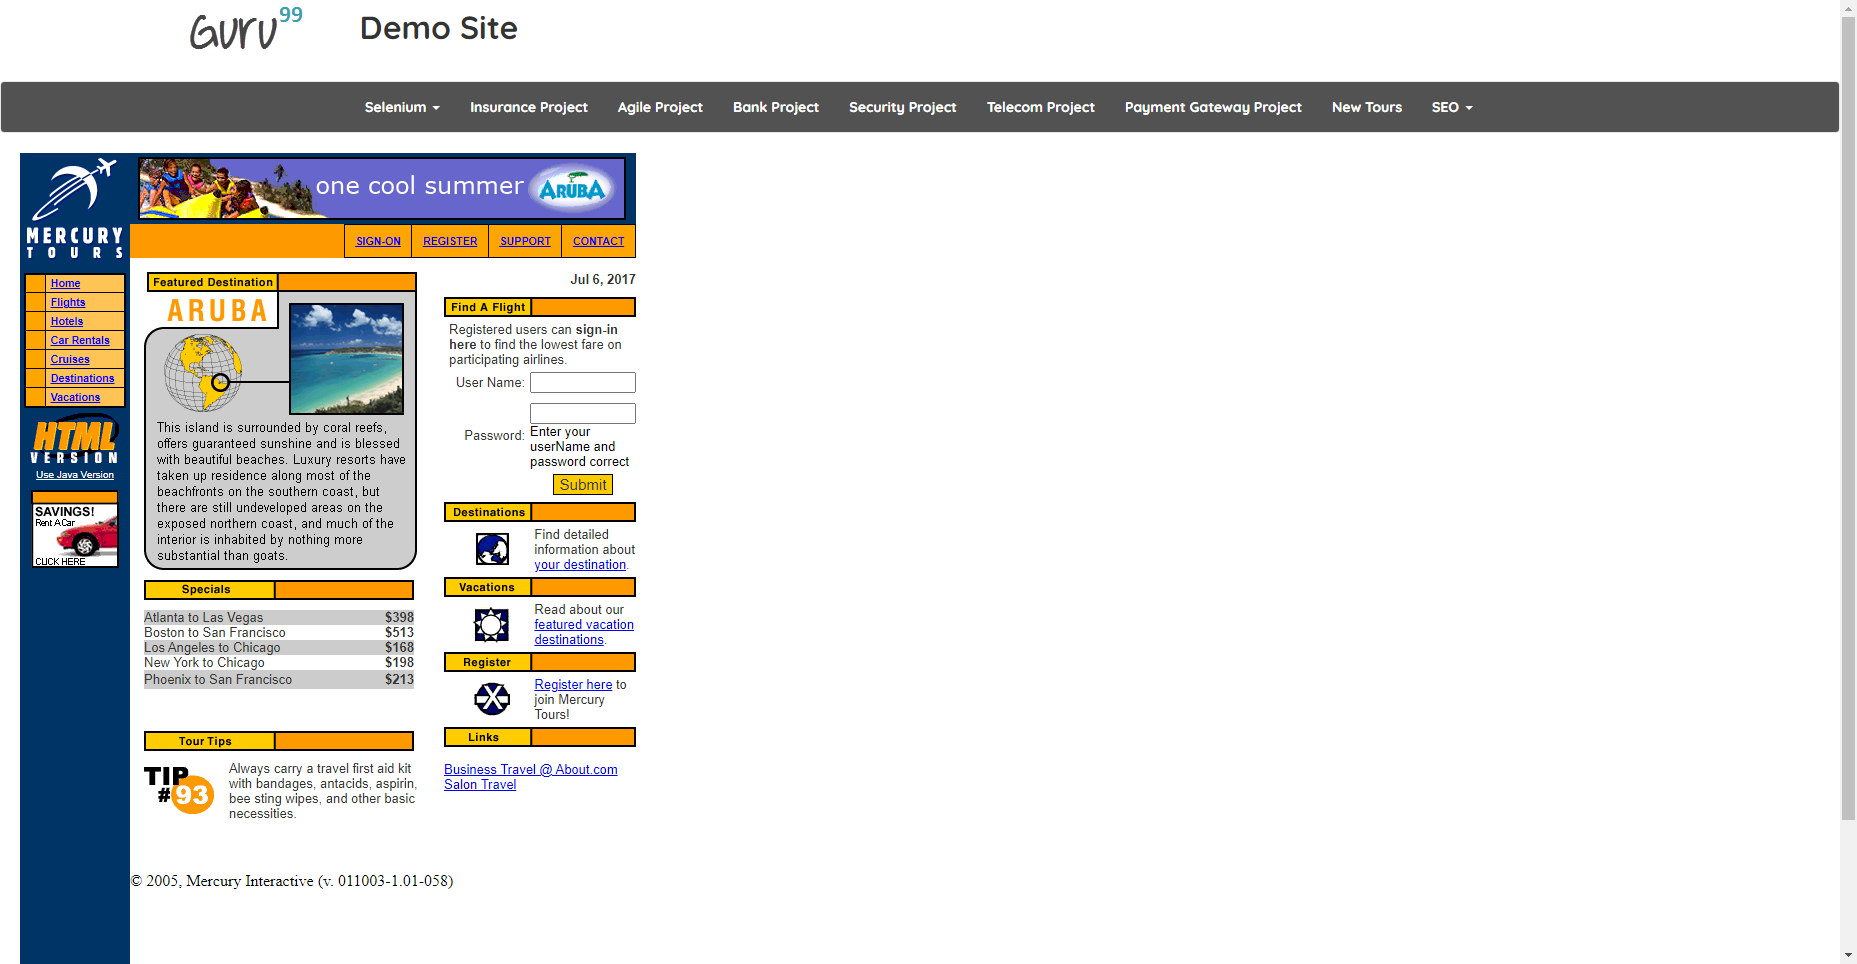 Guru99
Demo Site
Selenium
Insurance Project
Agile Project
Bank Project
Security Project
Telecom Project
Payment Gateway Project
New Tours
SEO
MERCURY
TOURS
one cool summer
ARUBA
SIGN-ON
REGISTER
SUPPORT
CONTACT
Home
Flights
Hotels
Car Rentals
Cruises
Destinations
Vacations
HTML
VERSION
Use Java Version
SAVINGS!
Rent A Car
CLICK HERE
Featured Destination
ARUBA
This island is surrounded by coral reefs,
offers guaranteed sunshine and is blessed
with beautiful beaches. Luxury resorts have
taken up residence along most of the
beachfronts on the southern coast, but
there are still undeveloped areas on the
exposed northern coast, and much of the
interior is inhabited by nothing more
substantial than goats.
Specials
Atlanta to Las Vegas $398
Boston to San Francisco $513
Los Angeles to Chicago $168
New York to Chicago $198
Phoenix to San Francisco $213
Tour Tips
TIP
#93
Always carry a travel first aid kit
with bandages, antacids, aspirin,
bee sting wipes, and other basic
necessities.
Jul 6, 2017
Find A Flight
Registered users can sign-in
here to find the lowest fare on
participating airlines.
User Name:
Password:
Enter your
userName and
password correct
Submit
Destinations
Find detailed
information about
your destination.
Vacations
Read about our
featured vacation
destinations.
Register
Register here to
join Mercury
Tours!
Links
Business Travel @ About.com
Salon Travel
© 2005, Mercury Interactive (v. 011003-1.01-058)